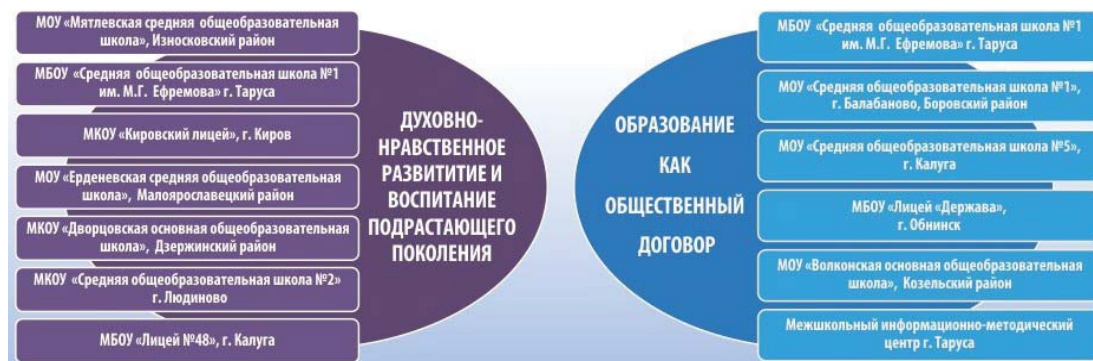 МОУ «Мятлевская средняя общеобразовательная
школа», Износковский район
МБОУ «Средняя общеобразовательная школа №1
им. М.Г. Ефремова» г. Таруса
МКОУ «Кировский лицей», г. Киров
МОУ «Ерденевская средняя общеобразовательная
школа», Малоярославецкий район
МКОУ «Дворцовская основная общеобразовательная
школа», Дзержинский район
МКОУ «Средняя общеобразовательная школа №2»
г. Людиново
МБОУ «Лицей №48», г. Калуга
ДУХОВНО-
НРАВСТВЕННОЕ
РАЗВИТИТИЕ И
ВОСПИТАНИЕ
ПОДРАСТАЮЩЕГО
ПОКОЛЕНИЯ
ОБРАЗОВАНИЕ
КАК
ОБЩЕСТВЕННЫЙ
ДОГОВОР
МБОУ «Средняя общеобразовательная школа №1
им. М.Г. Ефремова» г. Таруса
МОУ «Средняя общеобразовательная школа №1»,
г. Балабаново, Боровский район
МОУ «Средняя общеобразовательная школа №5»,
г. Калуга
МБОУ «Лицей «Держава»,
г. Обнинск
МОУ «Волконская основная общеобразовательная
школа», Козельский район
Межшкольный информационно-методический
центр г. Таруса